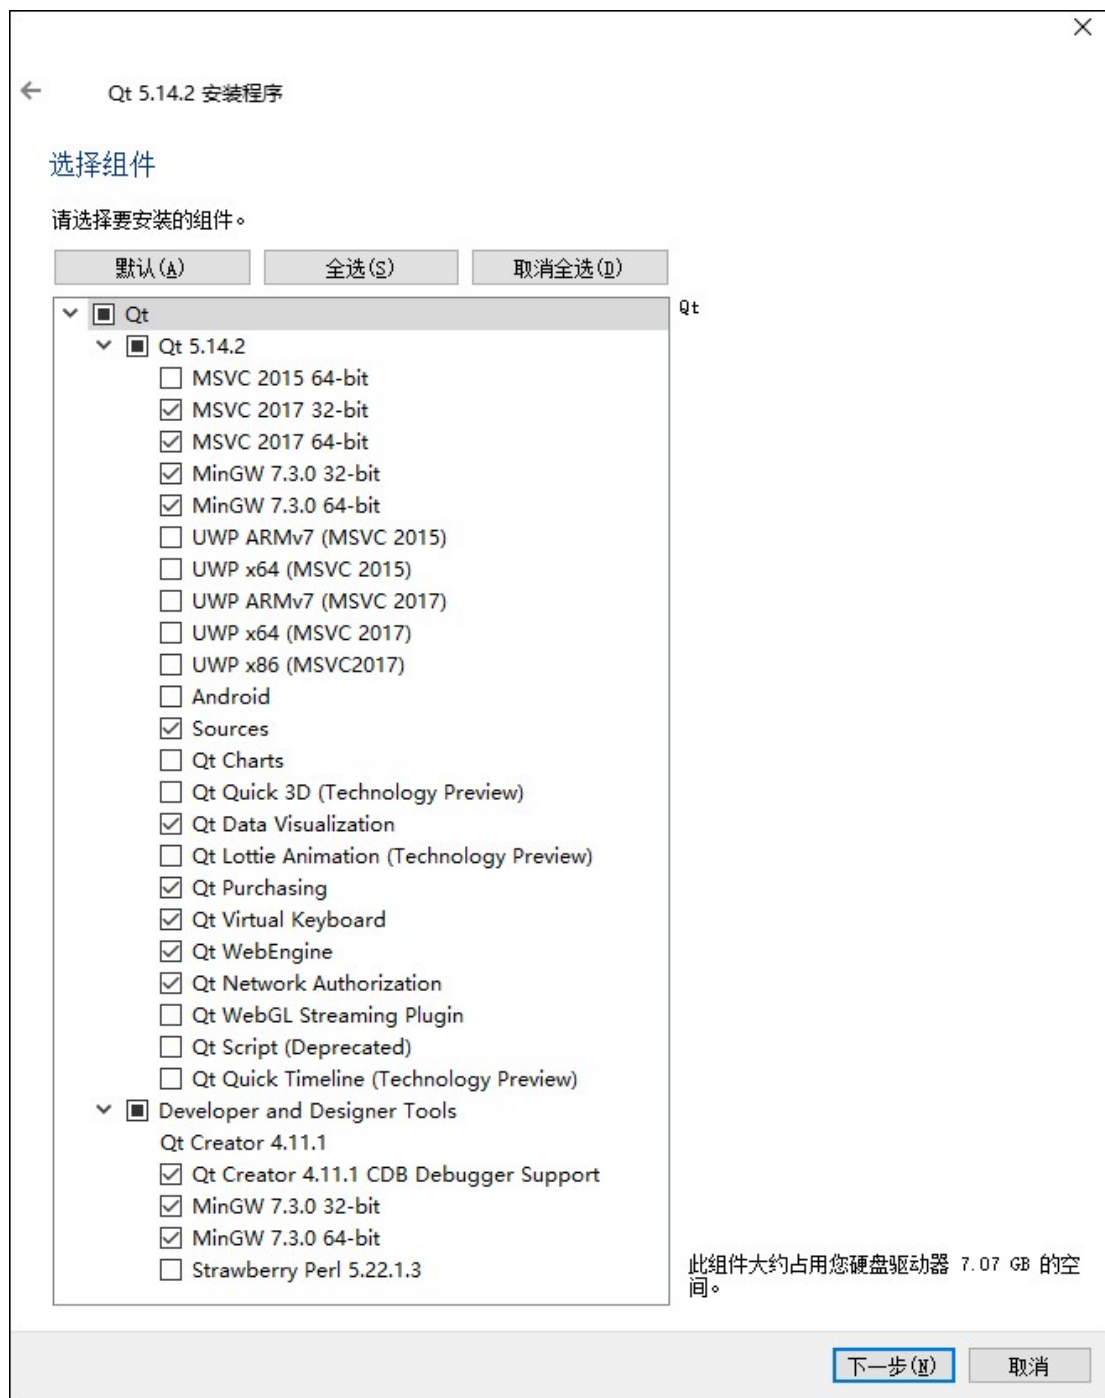 Qt 5.14.2 安装程序
选择组件
请选择要安装的组件。
默认(A) 全选(S) 取消全选(D)
Qt
Qt
Qt 5.14.2
MSVC 2015 64-bit
MSVC 2017 32-bit
MSVC 2017 64-bit
MinGW 7.3.0 32-bit
MinGW 7.3.0 64-bit
UWP ARMv7 (MSVC 2015)
UWP x64 (MSVC 2015)
UWP ARMv7 (MSVC 2017)
UWP x64 (MSVC 2017)
UWP x86 (MSVC2017)
Android
Sources
Qt Charts
Qt Quick 3D (Technology Preview)
Qt Data Visualization
Qt Lottie Animation (Technology Preview)
Qt Purchasing
Qt Virtual Keyboard
Qt WebEngine
Qt Network Authorization
Qt WebGL Streaming Plugin
Qt Script (Deprecated)
Qt Quick Timeline (Technology Preview)
Developer and Designer Tools
Qt Creator 4.11.1
Qt Creator 4.11.1 CDB Debugger Support
MinGW 7.3.0 32-bit
MinGW 7.3.0 64-bit
Strawberry Perl 5.22.1.3
此组件大约占用您硬盘驱动器 7.07 GB 的空
间。
下一步(N) 取消